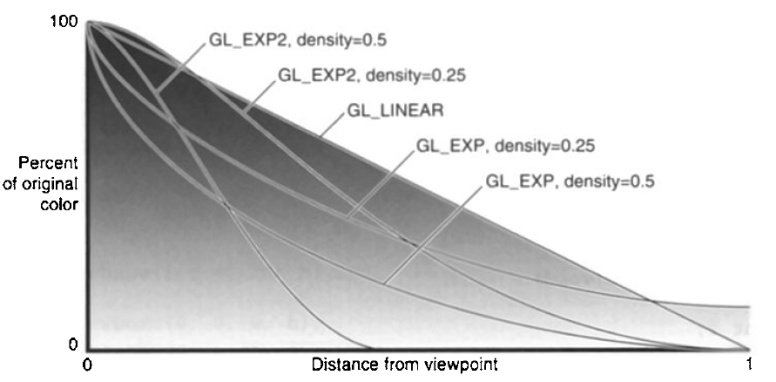 100
GL_EXP2, density=0.5
GL_EXP2, density=0.25
GL_LINEAR
GL_EXP, density=0.25
GL_EXP, density=0.5
Percent
of original
color
0
0
Distance from viewpoint
1